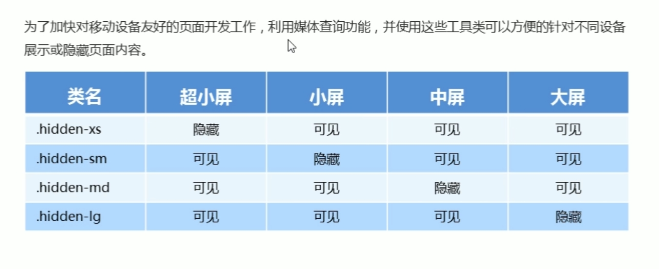 为了加快对移动设备友好的页面开发工作，利用媒体查询功能，并使用这些工具类可以方便的针对不同设备
展示或隐藏页面内容。
类名 超小屏 小屏 中屏 大屏
.hidden-xs 隐藏 可见 可见 可见
.hidden-sm 可见 隐藏 可见 可见
.hidden-md 可见 可见 隐藏 可见
.hidden-lg 可见 可见 可见 隐藏